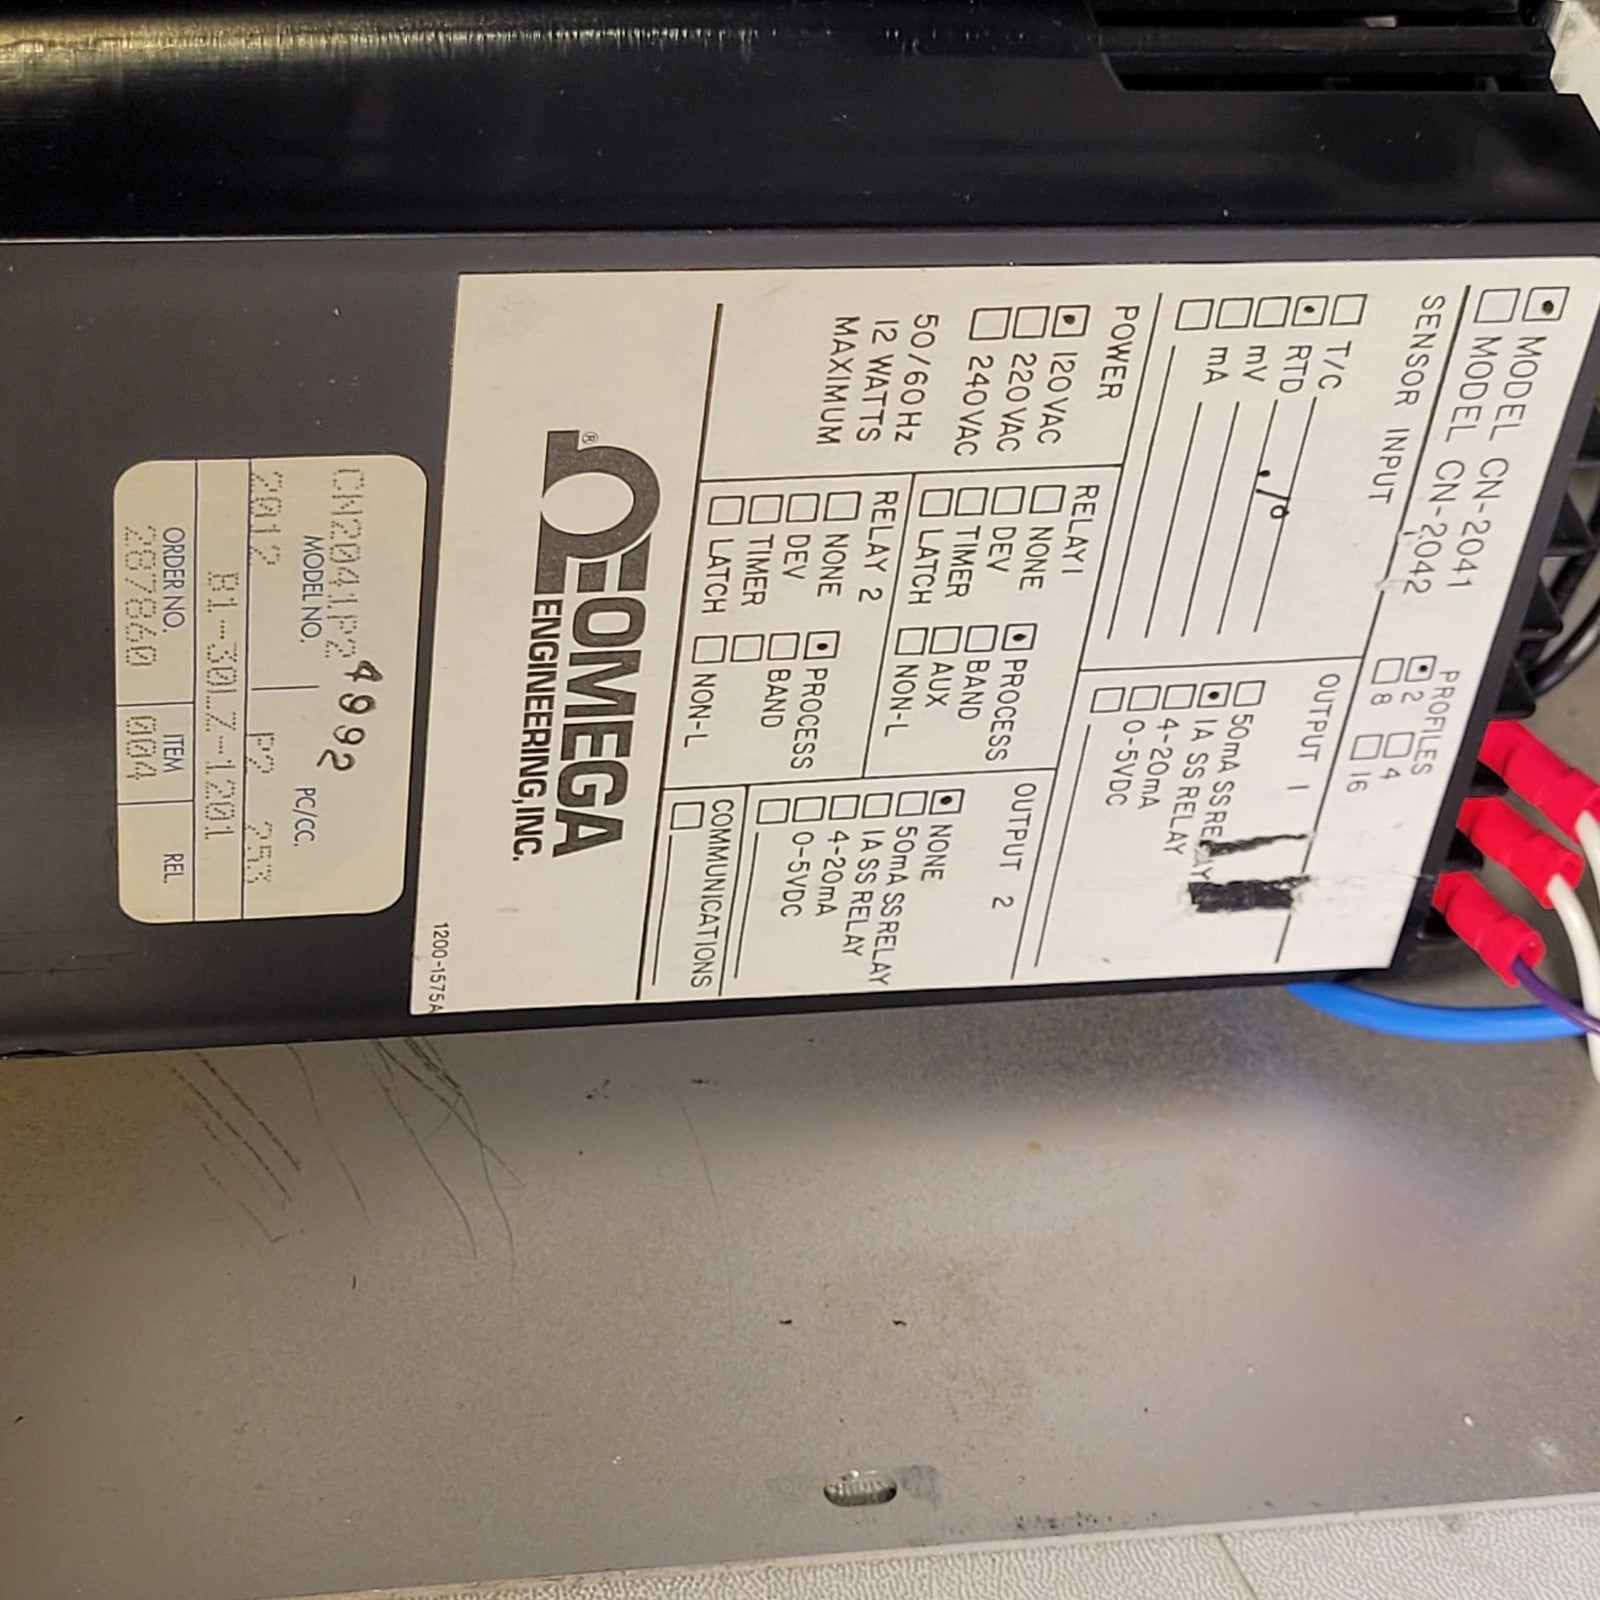 MODEL CN-2041
MODEL CN-2042
PROFILES
2 4
8 16
SENSOR INPUT
T/C
RTD .10
mV
mA
OUTPUT 1
50mA SS RELAY
1A SS RELAY
4-20mA
0-5VDC
POWER
120 VAC
220 VAC
240 VAC
50/60 Hz
12 WATTS
MAXIMUM
RELAY 1
NONE PROCESS
DEV BAND
TIMER AUX
LATCH NON-L
RELAY 2
NONE PROCESS
DEV BAND
TIMER
LATCH NON-L
OUTPUT 2
NONE
50mA SS RELAY
1A SS RELAY
4-20mA
0-5VDC
COMMUNICATIONS
®
OMEGA
ENGINEERING, INC.
1200-1575A
CN2041P2 4992
MODEL NO. PC/CC.
2012 P2 253
B1-30LZ-1201
ORDER NO. ITEM REL.
287860 004